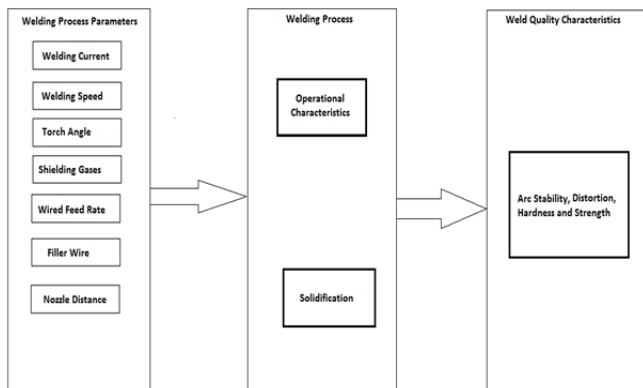 Welding Process Parameters
Welding Current
Welding Speed
Torch Angle
Shielding Gases
Wired Feed Rate
Filler Wire
Nozzle Distance
Welding Process
Operational
Characteristics
Solidification
Weld Quality Characteristics
Arc Stability, Distortion,
Hardness and Strength